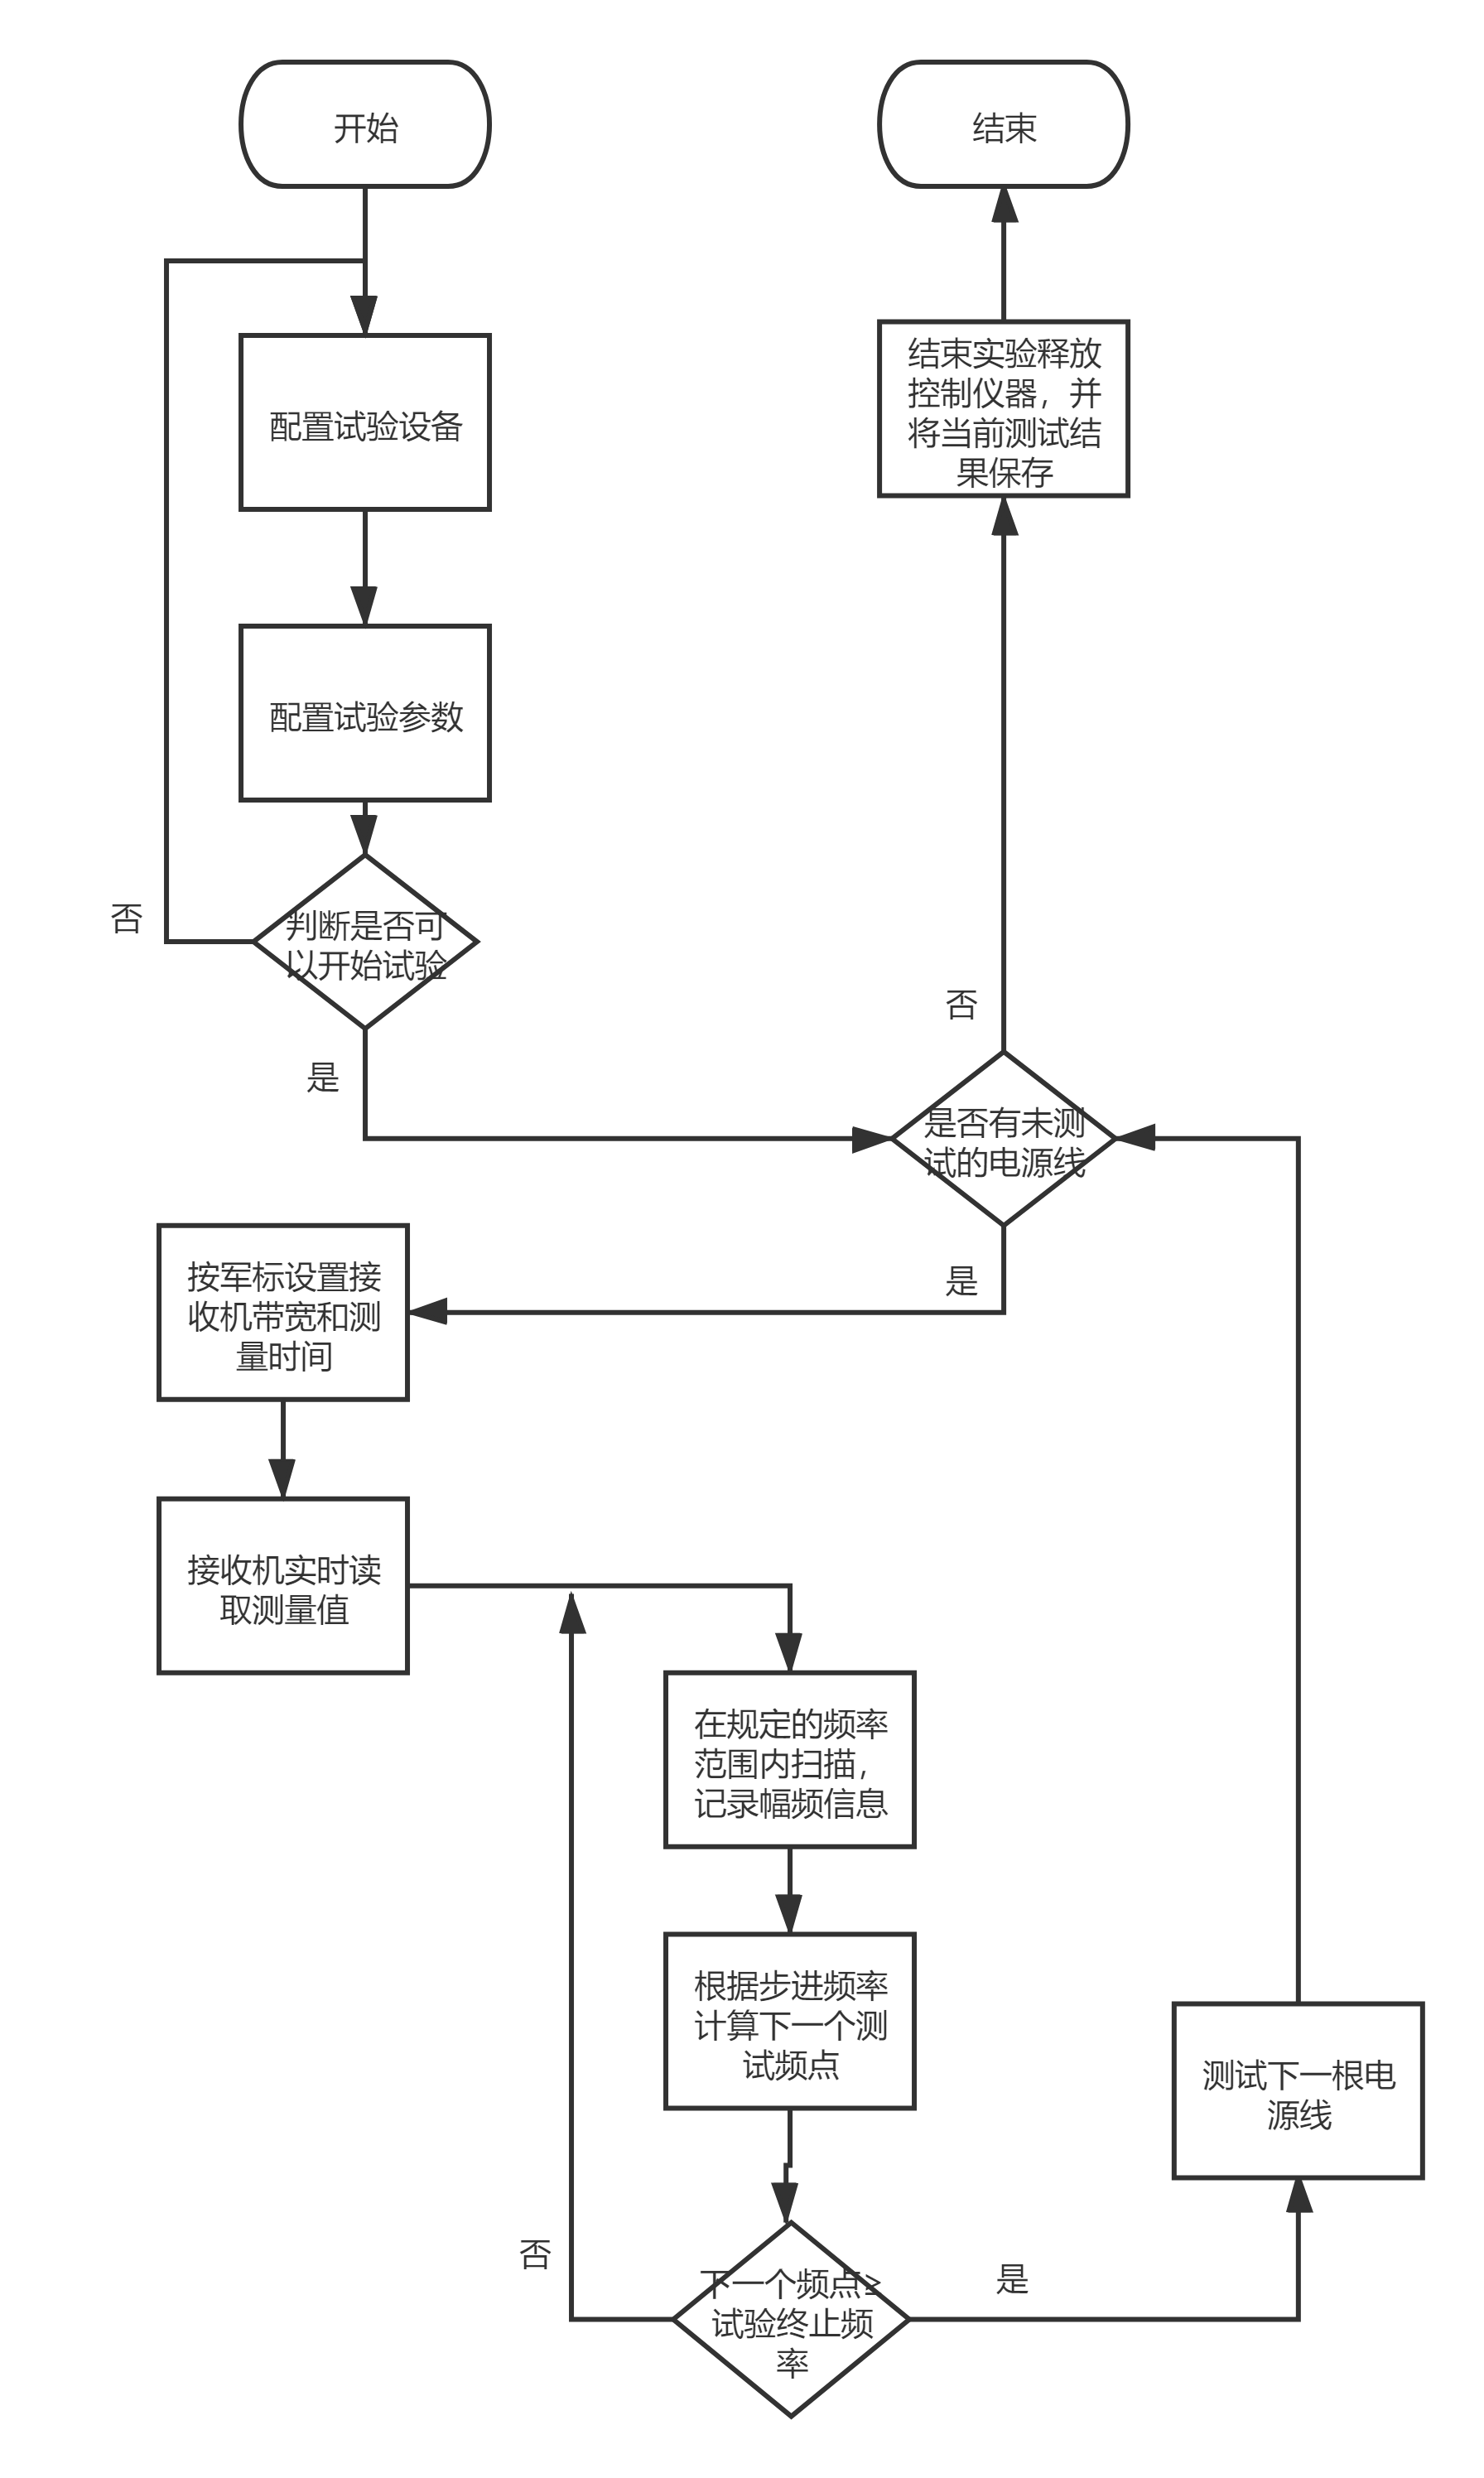 开始
结束
结束实验释放
控制仪器，并
将当前测试结
果保存
配置试验设备
配置试验参数
否
判断是否可
以开始试验
否
是
是否有未测
试的电源线
按军标设置接
收机带宽和测
量时间
是
接收机实时读
取测量值
在规定的频率
范围内扫描，
记录幅频信息
根据步进频率
计算下一个测
试频点
测试下一根电
源线
否
是
下一个频点≥
试验终止频
率